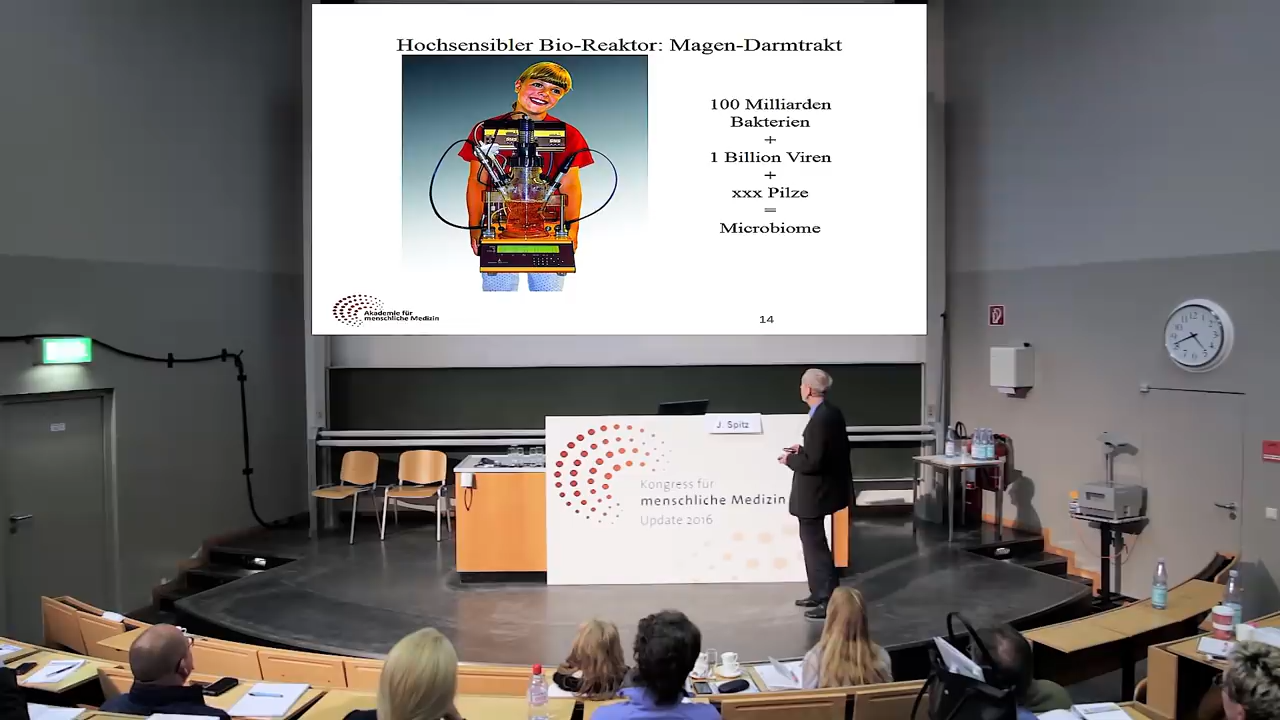 Hochsensibler Bio-Reaktor: Magen-Darmtrakt
100 Milliarden
Bakterien
+
1 Billion Viren
+
xxx Pilze
=
Microbiome
Akademie für
menschliche Medizin
14
J. Spitz
Kongress für
menschliche Medizin
Update 2016